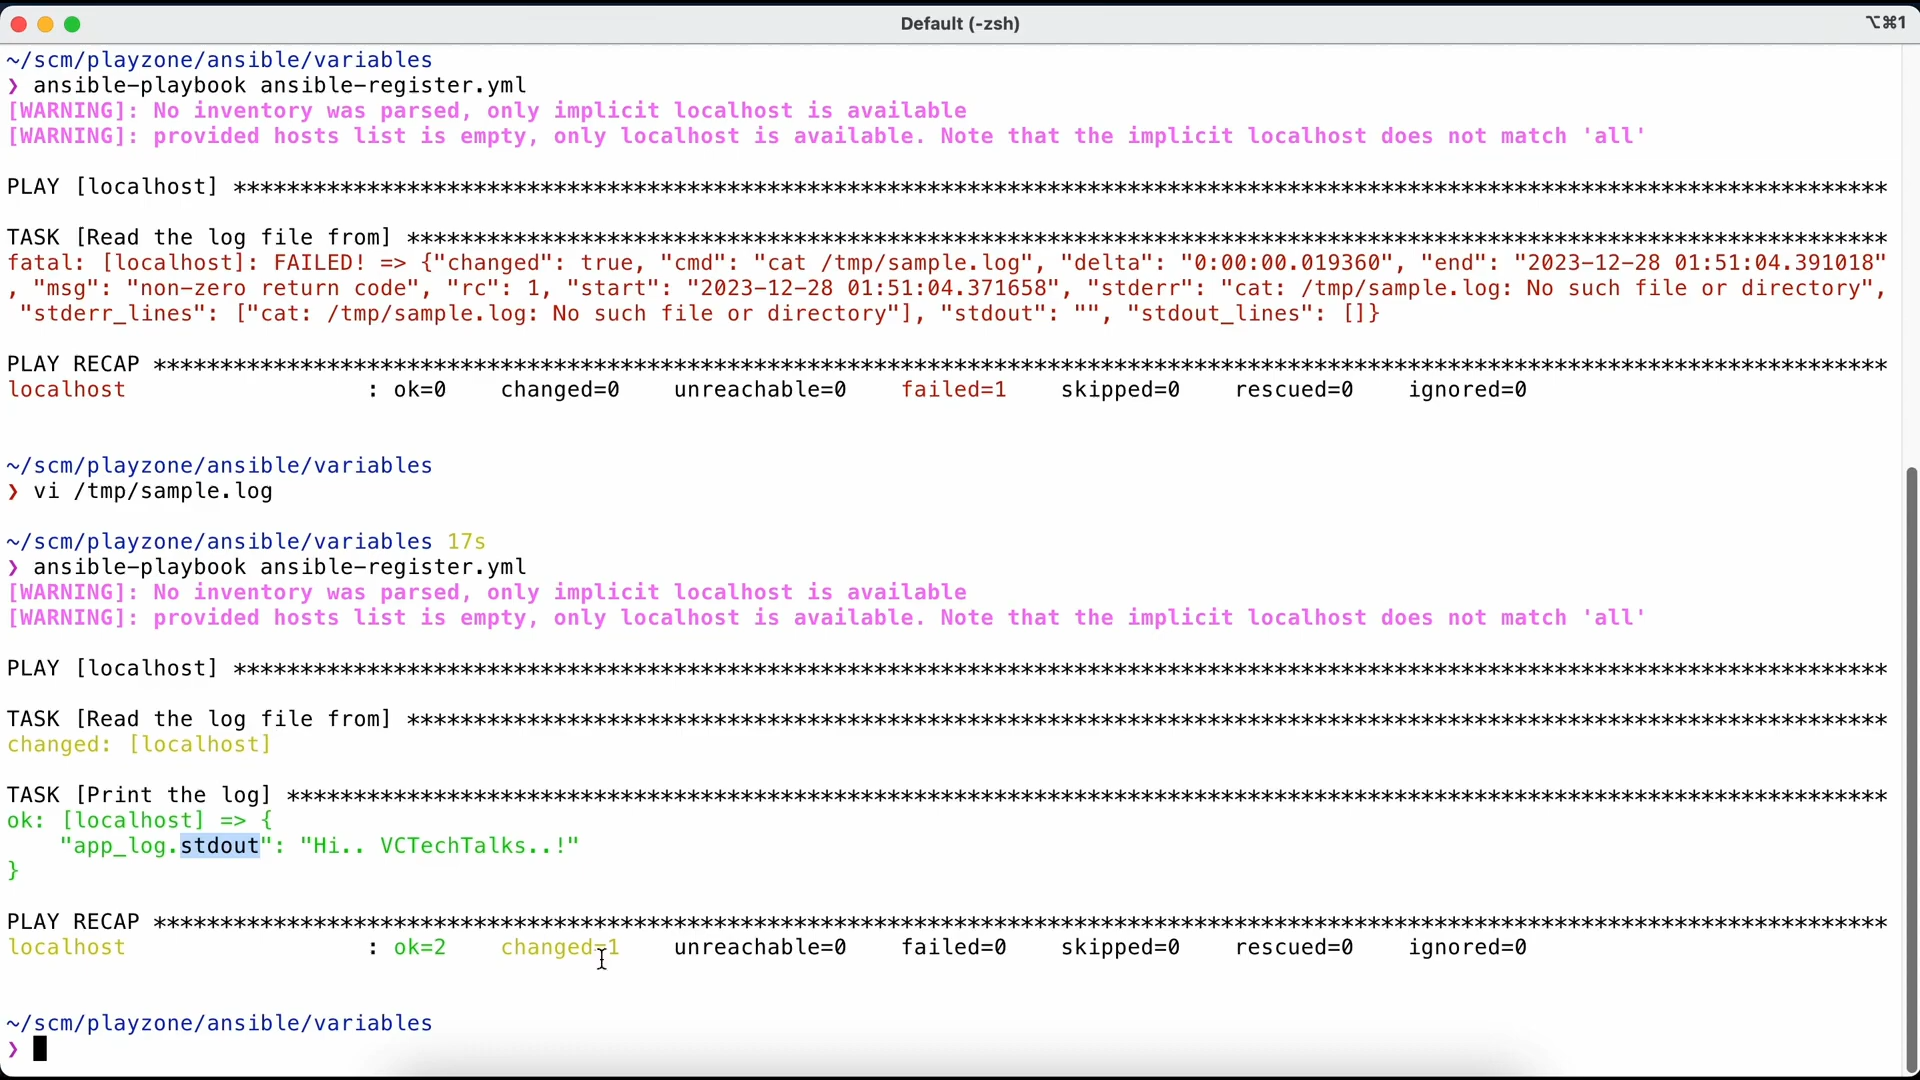 Default (-zsh)
⌥⌘1
~/scm/playzone/ansible/variables
❯ ansible-playbook ansible-register.yml
[WARNING]: No inventory was parsed, only implicit localhost is available
[WARNING]: provided hosts list is empty, only localhost is available. Note that the implicit localhost does not match 'all'
PLAY [localhost] ****************************************************************************************************************************
TASK [Read the log file from] ***************************************************************************************************************
fatal: [localhost]: FAILED! => {"changed": true, "cmd": "cat /tmp/sample.log", "delta": "0:00:00.019360", "end": "2023-12-28 01:51:04.391018"
, "msg": "non-zero return code", "rc": 1, "start": "2023-12-28 01:51:04.371658", "stderr": "cat: /tmp/sample.log: No such file or directory",
"stderr_lines": ["cat: /tmp/sample.log: No such file or directory"], "stdout": "", "stdout_lines": []}
PLAY RECAP **********************************************************************************************************************************
localhost : ok=0 changed=0 unreachable=0 failed=1 skipped=0 rescued=0 ignored=0
~/scm/playzone/ansible/variables
❯ vi /tmp/sample.log
~/scm/playzone/ansible/variables 17s
❯ ansible-playbook ansible-register.yml
[WARNING]: No inventory was parsed, only implicit localhost is available
[WARNING]: provided hosts list is empty, only localhost is available. Note that the implicit localhost does not match 'all'
PLAY [localhost] ****************************************************************************************************************************
TASK [Read the log file from] ***************************************************************************************************************
changed: [localhost]
TASK [Print the log] ************************************************************************************************************************
ok: [localhost] => {
"app_log.stdout": "Hi.. VCTechTalks..!"
}
PLAY RECAP **********************************************************************************************************************************
localhost : ok=2 changed=1 unreachable=0 failed=0 skipped=0 rescued=0 ignored=0
~/scm/playzone/ansible/variables
❯